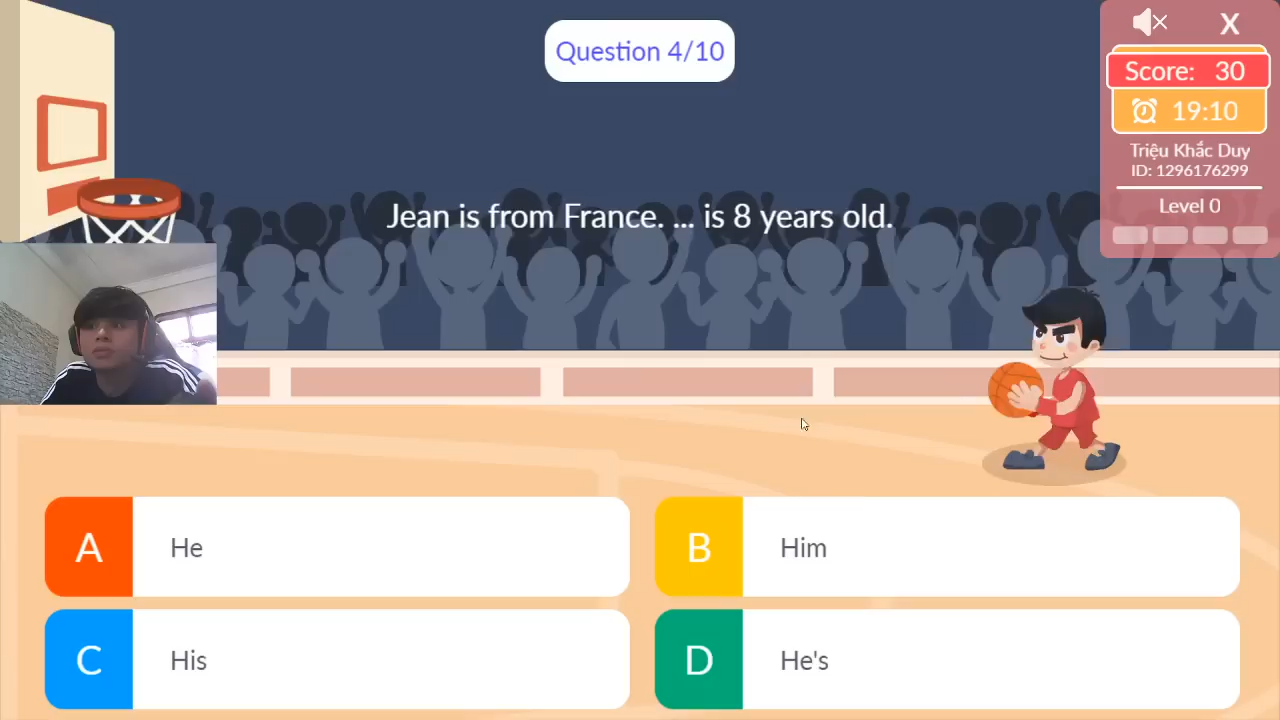 Question 4/10
X
Score: 30
19:10
Triệu Khắc Duy
ID: 1296176299
Level 0
Jean is from France. ... is 8 years old.
A He
B Him
C His
D He's